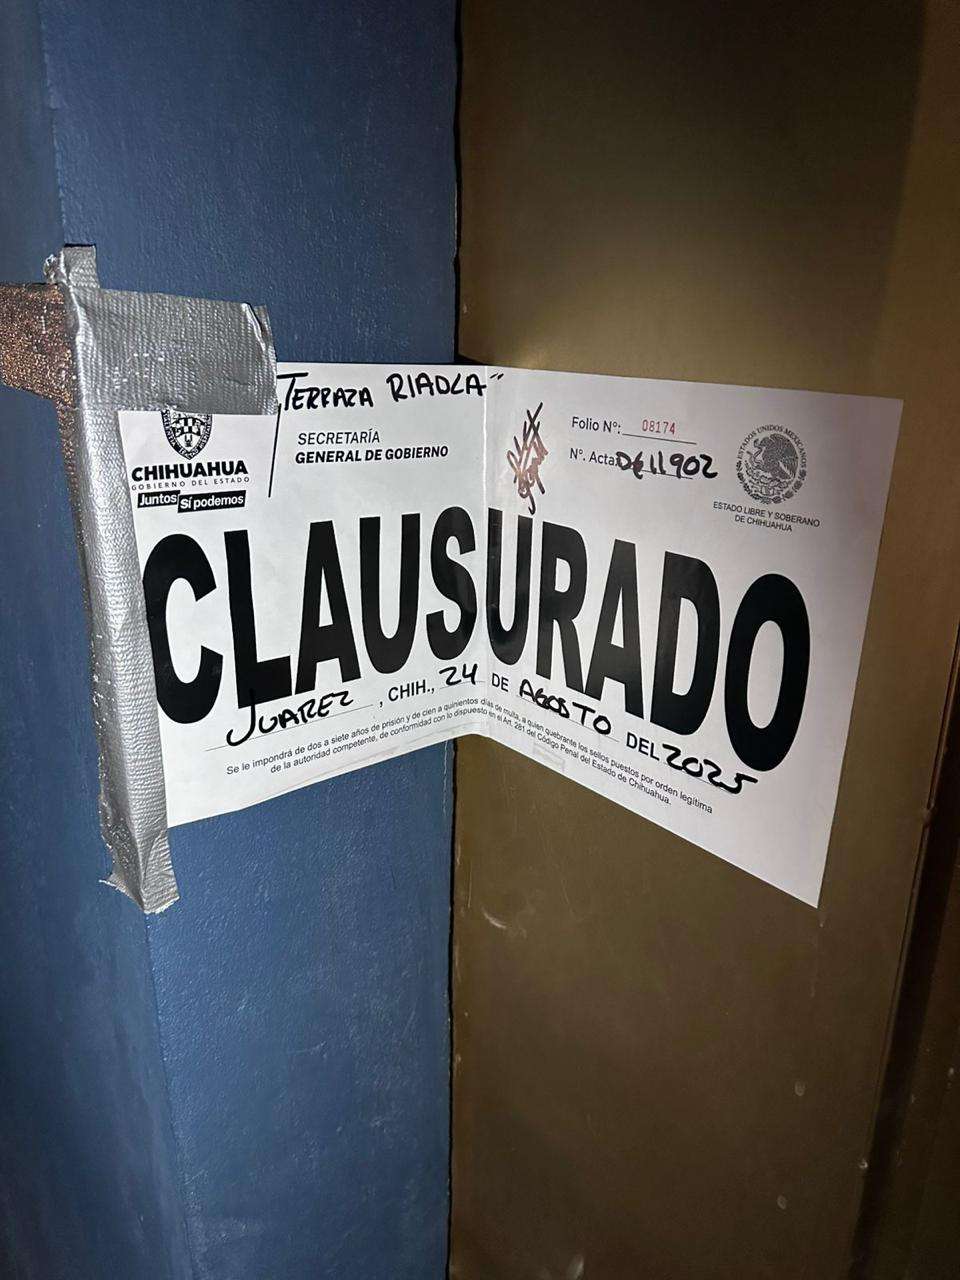 "TERRAZA RIADLA"
CHIHUAHUA
GOBIERNO DEL ESTADO
Juntos Sí podemos
SECRETARÍA
GENERAL DE GOBIERNO
Folio Nº: 08174
Nº. Acta: DG11902
ESTADOS UNIDOS MEXICANOS
ESTADO LIBRE Y SOBERANO
DE CHIHUAHUA
CLAUSURADO
JUAREZ, CHIH., 24 DE AGOSTO DEL 2025
Se le impondrá de dos a siete años de prisión y de cien a quinientos días de multa, a quien quebrante los sellos puestos por orden legítima
de la autoridad competente, de conformidad con lo dispuesto en el Art. 281 del Código Penal del Estado de Chihuahua.